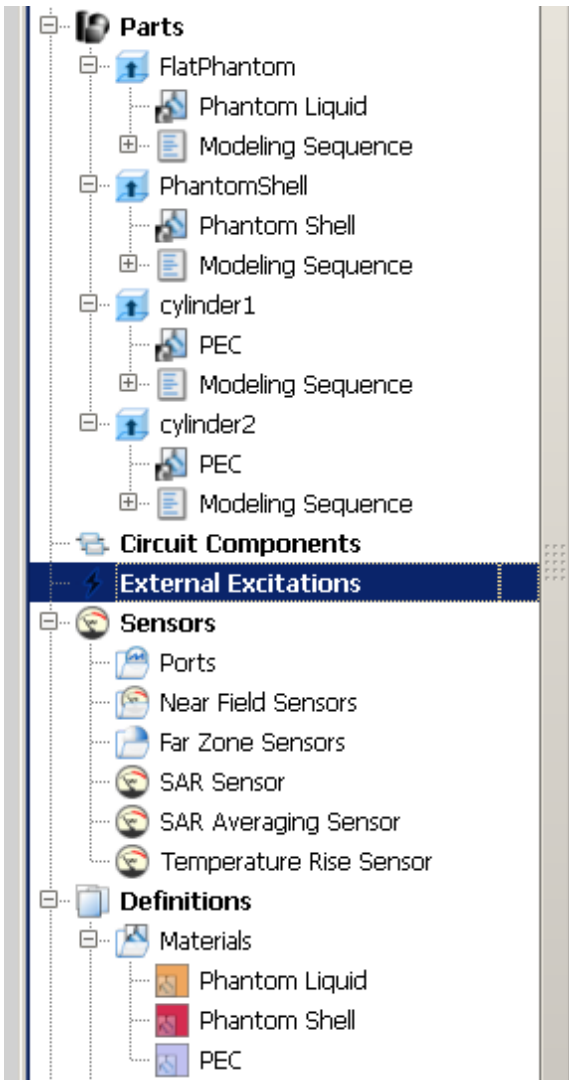 Parts
FlatPhantom
Phantom Liquid
Modeling Sequence
PhantomShell
Phantom Shell
Modeling Sequence
cylinder1
PEC
Modeling Sequence
cylinder2
PEC
Modeling Sequence
Circuit Components
External Excitations
Sensors
Ports
Near Field Sensors
Far Zone Sensors
SAR Sensor
SAR Averaging Sensor
Temperature Rise Sensor
Definitions
Materials
Phantom Liquid
Phantom Shell
PEC